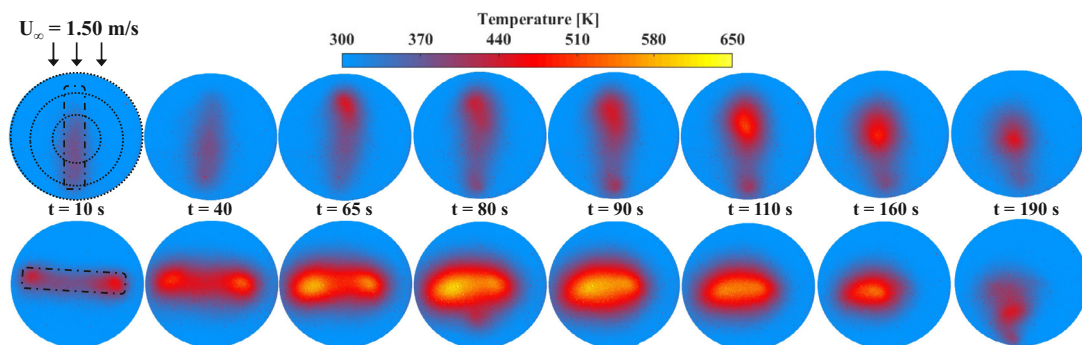 U∞ = 1.50 m/s
Temperature [K]
300 370 440 510 580 650
t = 10 s t = 40 t = 65 s t = 80 s t = 90 s t = 110 s t = 160 s t = 190 s